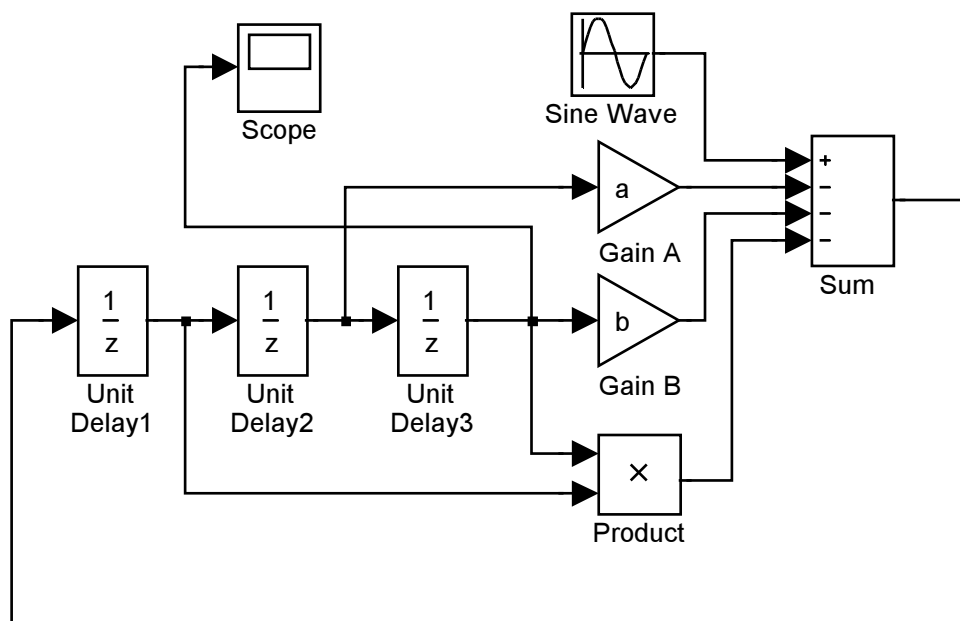 Scope
Sine Wave
+
−
−
−
a
Gain A
Sum
1
z
1
z
1
z
b
Gain B
Unit
Delay1
Unit
Delay2
Unit
Delay3
×
Product